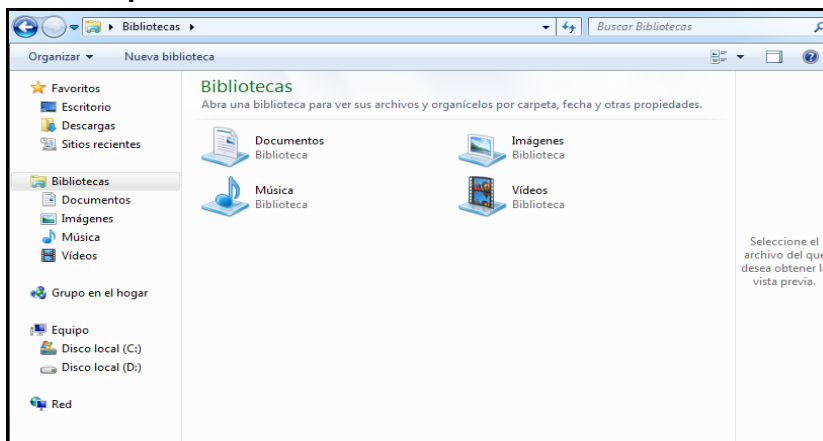 Bibliotecas
Buscar Bibliotecas
Organizar
Nueva biblioteca
Favoritos
Escritorio
Descargas
Sitios recientes
Bibliotecas
Documentos
Imágenes
Música
Vídeos
Grupo en el hogar
Equipo
Disco local (C:)
Disco local (D:)
Red
Bibliotecas
Abra una biblioteca para ver sus archivos y organícelos por carpeta, fecha y otras propiedades.
Documentos
Biblioteca
Imágenes
Biblioteca
Música
Biblioteca
Vídeos
Biblioteca
Seleccione el
archivo del que
desea obtener l
vista previa.